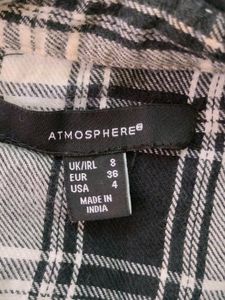 ATMOSPHERE®
UK/IRL 8
EUR 36
USA 4
MADE IN
INDIA